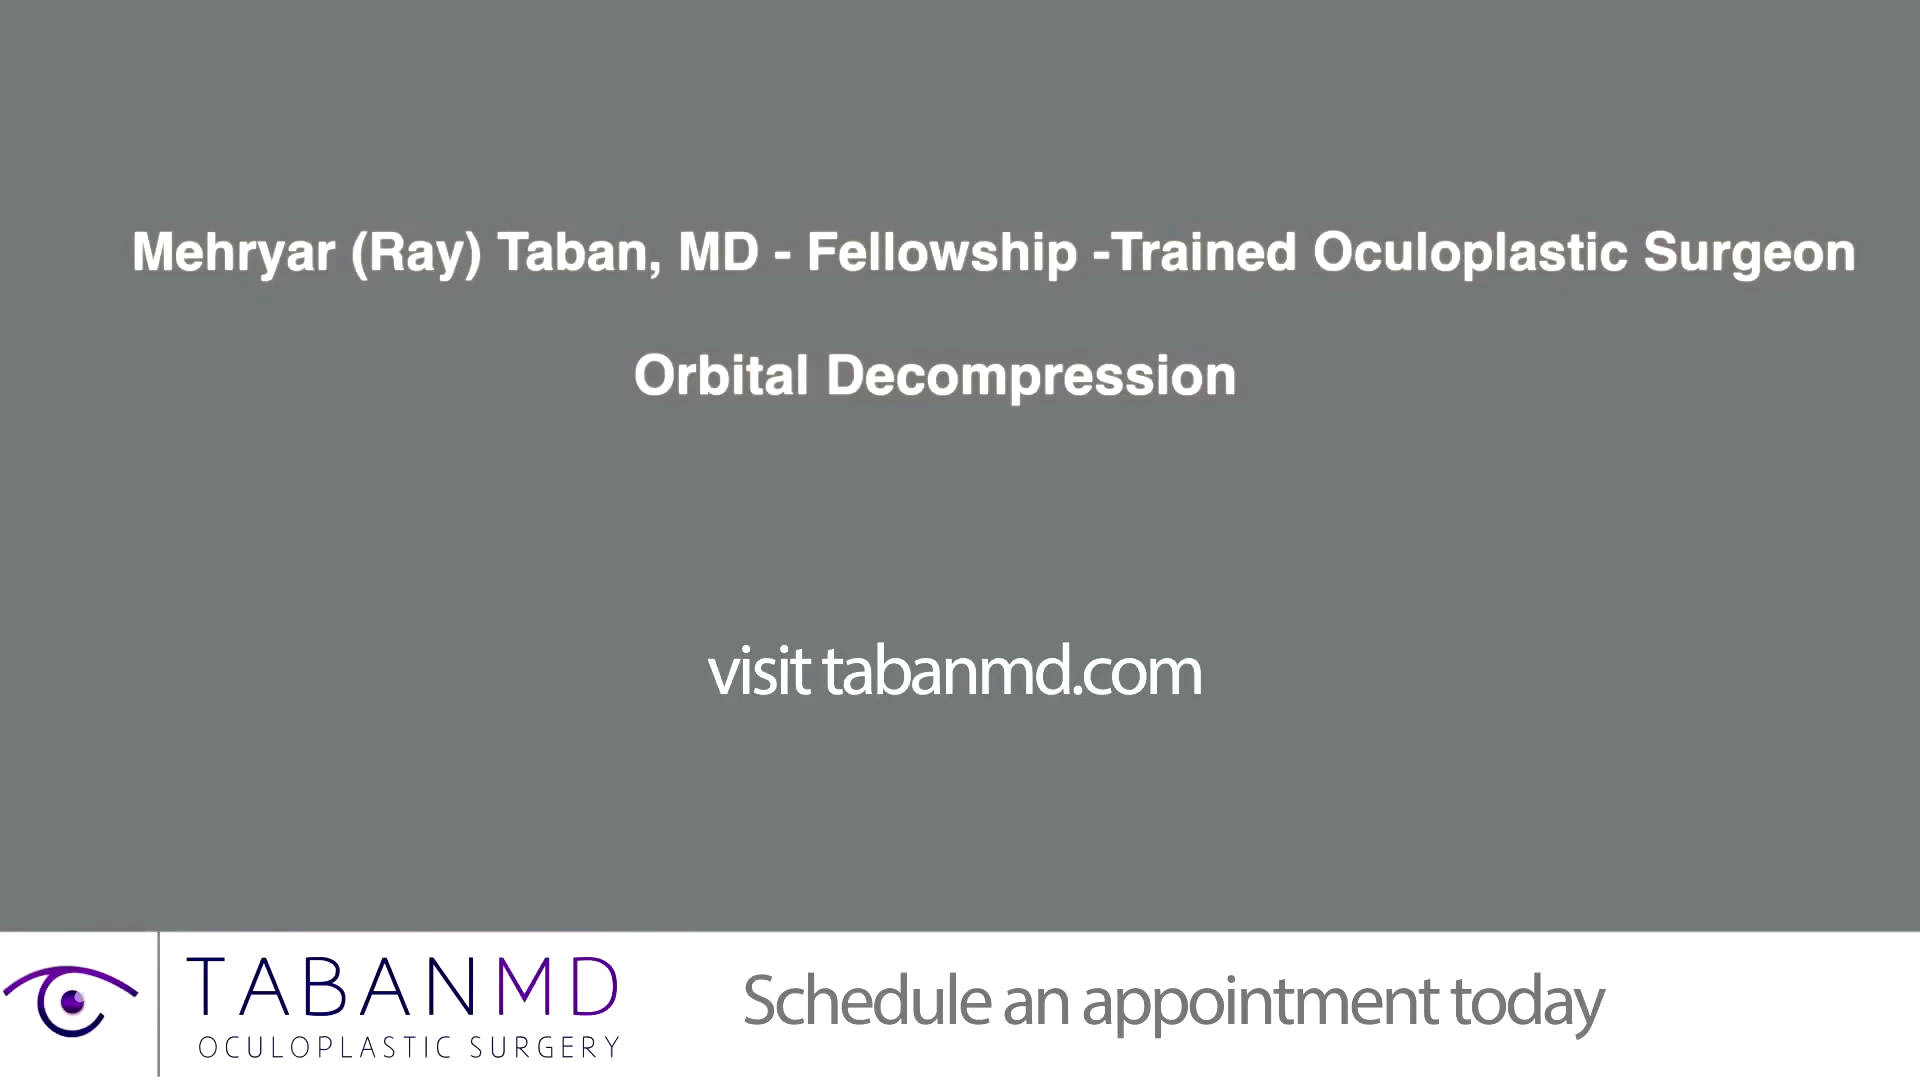 Mehryar (Ray) Taban, MD - Fellowship -Trained Oculoplastic Surgeon
Orbital Decompression
visit tabanmd.com
TABANMD
OCULOPLASTIC SURGERY
Schedule an appointment today